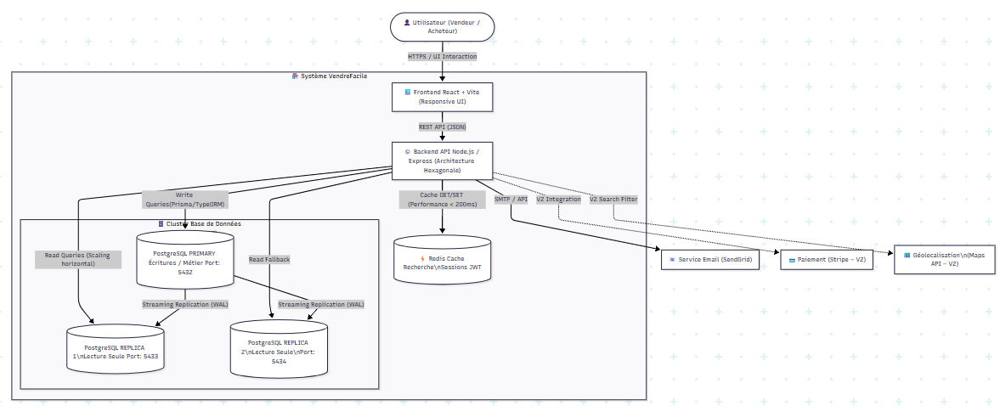 Utilisateur (Vendeur /
Acheteur)
HTTPS / UI Interaction
Système VendreFacile
Frontend React + Vite
(Responsive UI)
REST API (JSON)
Backend API Node.js /
Express (Architecture
Hexagonale)
Write
Queries(Prisma/TypeORM)
Cache GET/SET
(Performance < 200ms)
SMTP / API
V2 Integration
V2 Search Filter
Cluster Base de Données
Read Queries (Scaling
horizontal)
PostgreSQL PRIMARY
Écritures / Métier Port:
5432
Read Fallback
Redis Cache
Recherche\nSessions JWT
Service Email (SendGrid)
Paiement (Stripe – V2)
Géolocalisation\n(Maps
API – V2)
Streaming Replication (WAL)
Streaming Replication (WAL)
PostgreSQL REPLICA
1\nLecture Seule Port: 5433
PostgreSQL REPLICA
2\nLecture Seule\nPort:
5434